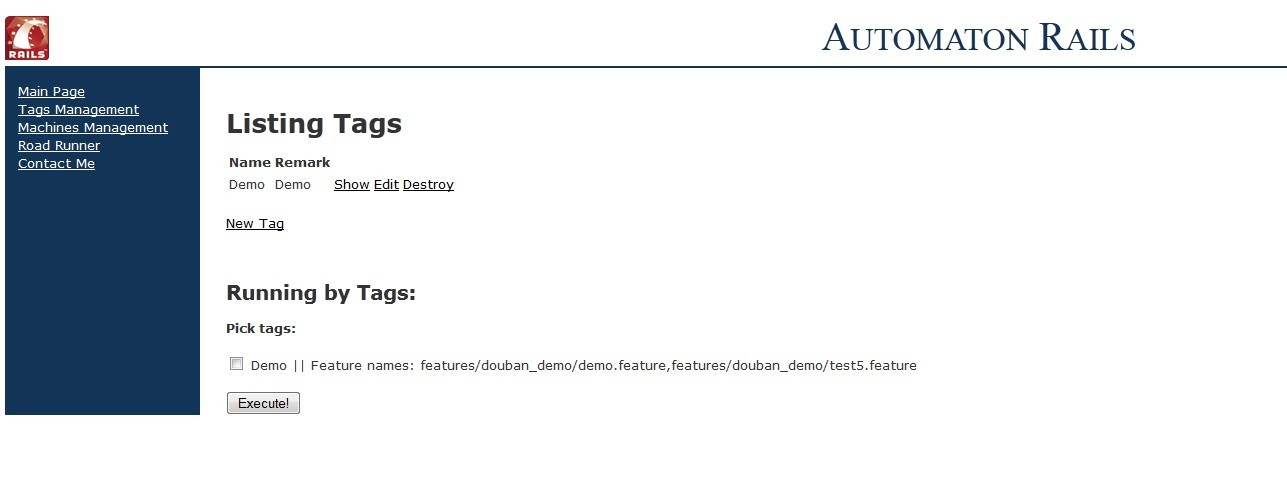 RAILS
AUTOMATON RAILS
Main Page
Tags Management
Machines Management
Road Runner
Contact Me
Listing Tags
Name Remark
Demo Demo Show Edit Destroy
New Tag
Running by Tags:
Pick tags:
Demo || Feature names: features/douban_demo/demo.feature,features/douban_demo/test5.feature
Execute!